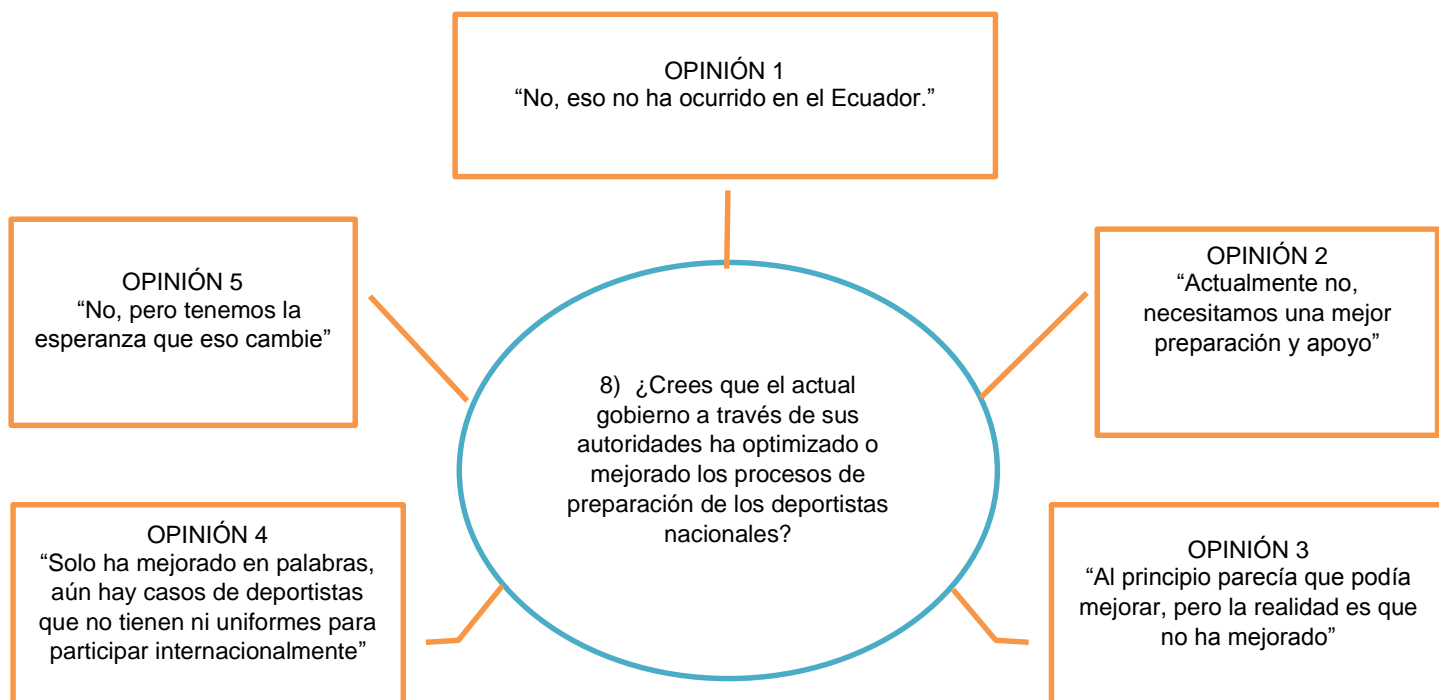 OPINIÓN 1
“No, eso no ha ocurrido en el Ecuador.”
OPINIÓN 2
“Actualmente no,
necesitamos una mejor
preparación y apoyo”
OPINIÓN 5
“No, pero tenemos la
esperanza que eso cambie”
8) ¿Crees que el actual
gobierno a través de sus
autoridades ha optimizado o
mejorado los procesos de
preparación de los deportistas
nacionales?
OPINIÓN 4
“Solo ha mejorado en palabras,
aún hay casos de deportistas
que no tienen ni uniformes para
participar internacionalmente”
OPINIÓN 3
“Al principio parecía que podía
mejorar, pero la realidad es que
no ha mejorado”